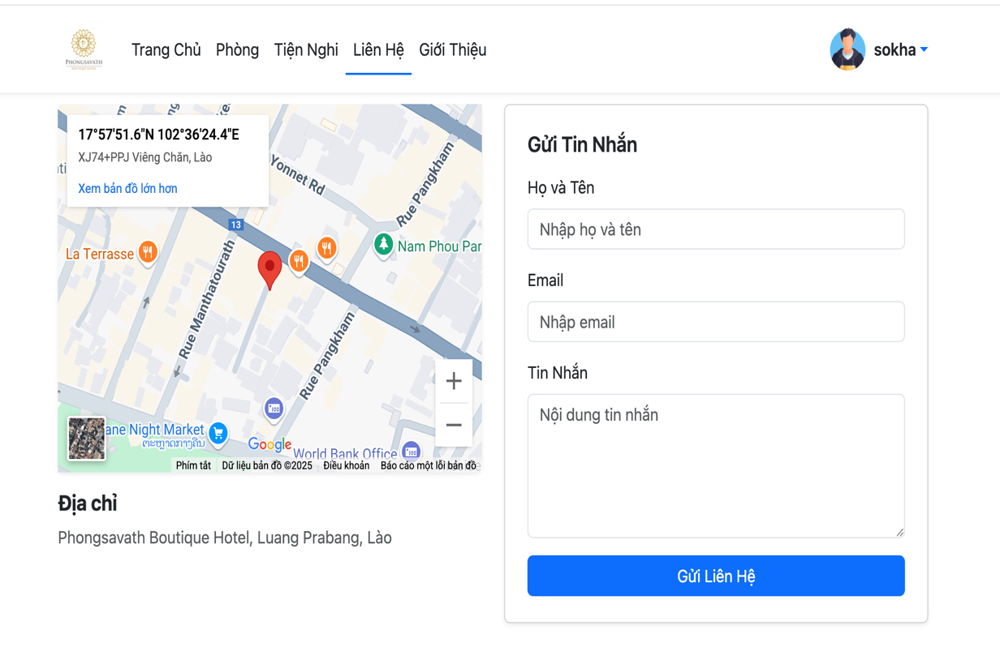 PHONGSAVATH
Trang Chủ Phòng Tiện Nghi Liên Hệ Giới Thiệu
sokha
17°57'51.6"N 102°36'24.4"E
XJ74+PPJ Viêng Chăn, Lào
Xem bản đồ lớn hơn
Yonnet Rd
Rue Pangkham
13
La Terrasse
Nam Phou Par
Rue Manthatourath
Rue Pangkham
ane Night Market
ຕະຫຼາດກາງຄືນ
Google
World Bank Office
Phím tắt Dữ liệu bản đồ ©2025 Điều khoản Báo cáo một lỗi bản đồ
Địa chỉ
Phongsavath Boutique Hotel, Luang Prabang, Lào
Gửi Tin Nhắn
Họ và Tên
Nhập họ và tên
Email
Nhập email
Tin Nhắn
Nội dung tin nhắn
Gửi Liên Hệ